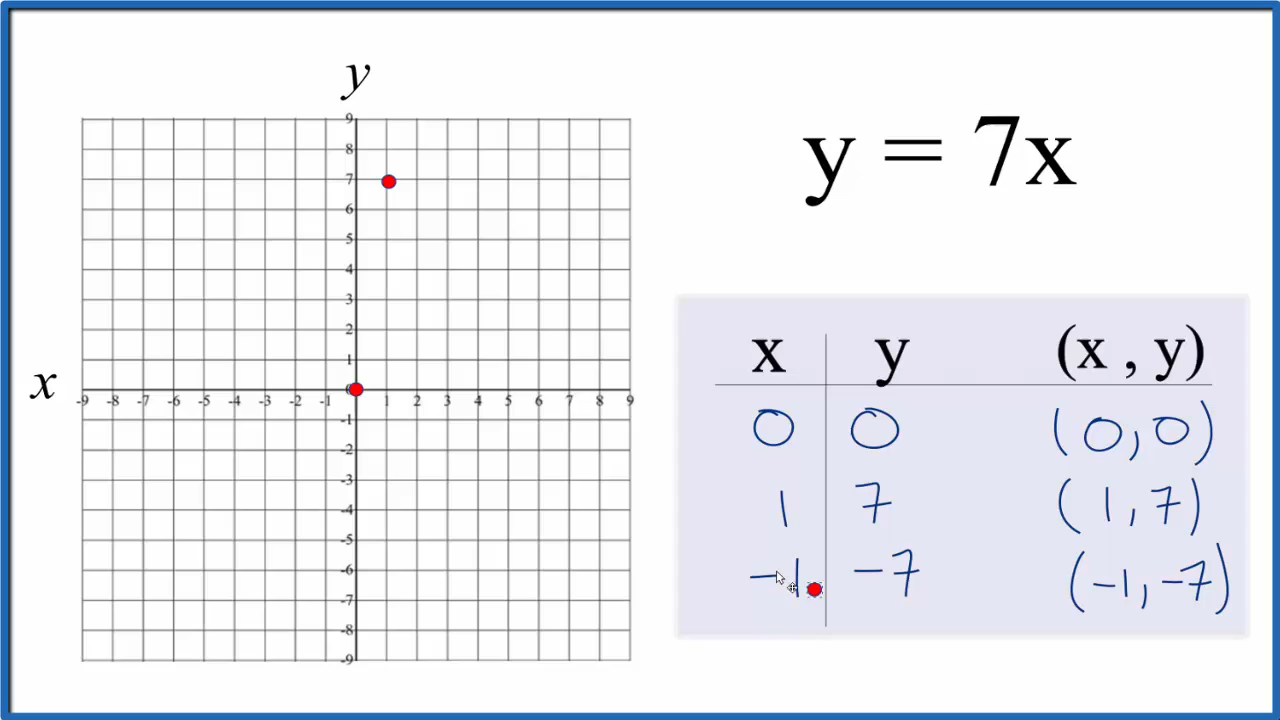 y
y = 7x
9
8
7
6
5
4
3
2
1
x
-9 -8 -7 -6 -5 -4 -3 -2 -1 1 2 3 4 5 6 7 8 9
-1
-2
-3
-4
-5
-6
-7
-8
-9
x y (x , y)
0 0 (0,0)
1 7 (1,7)
-1 -7 (-1,-7)